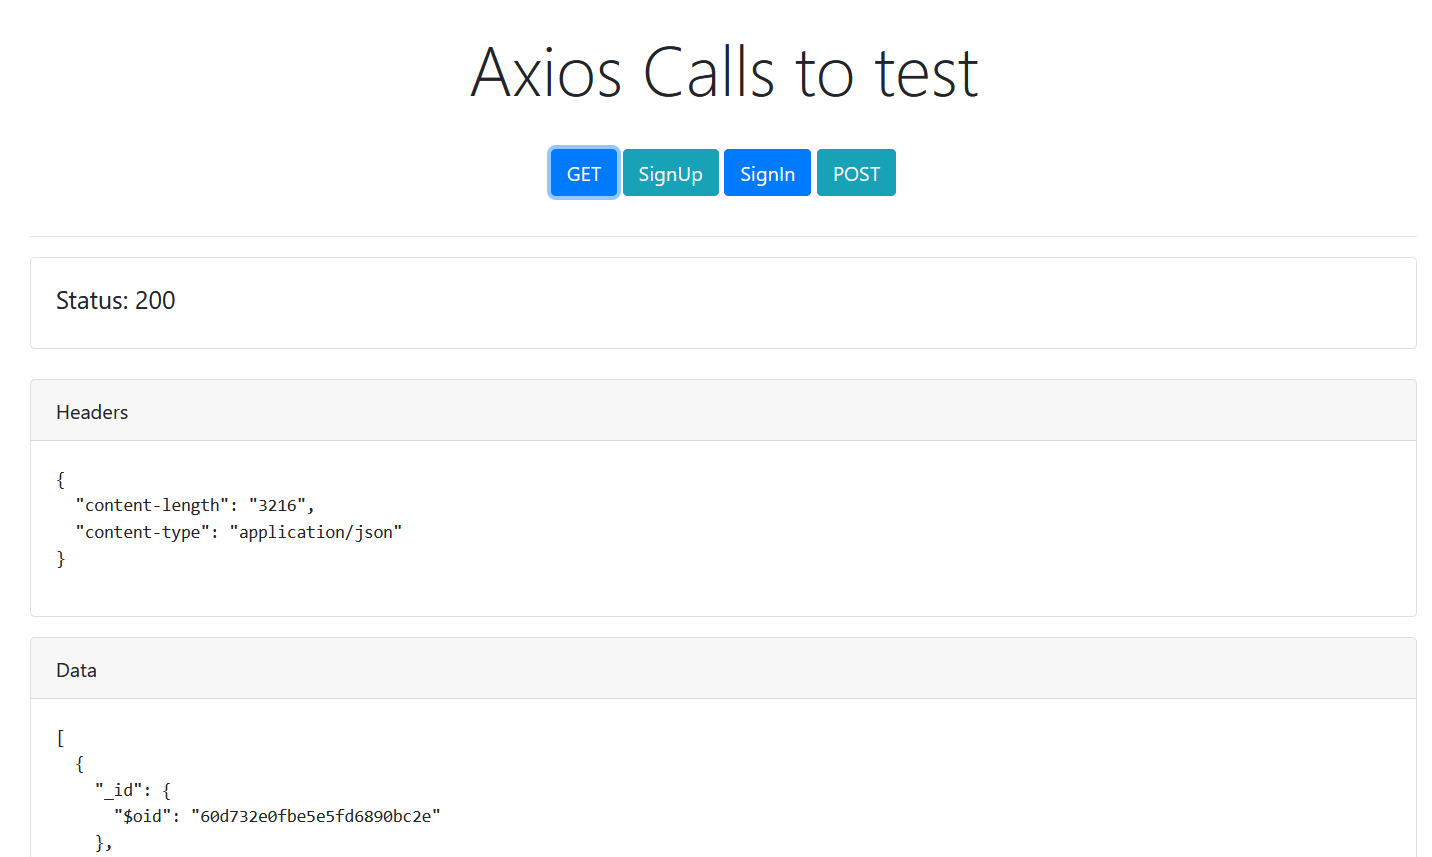 Axios Calls to test
GET SignUp SignIn POST
Status: 200
Headers
{
  "content-length": "3216",
  "content-type": "application/json"
}
Data
[
  {
    "_id": {
      "$oid": "60d732e0fbe5e5fd6890bc2e"
    },